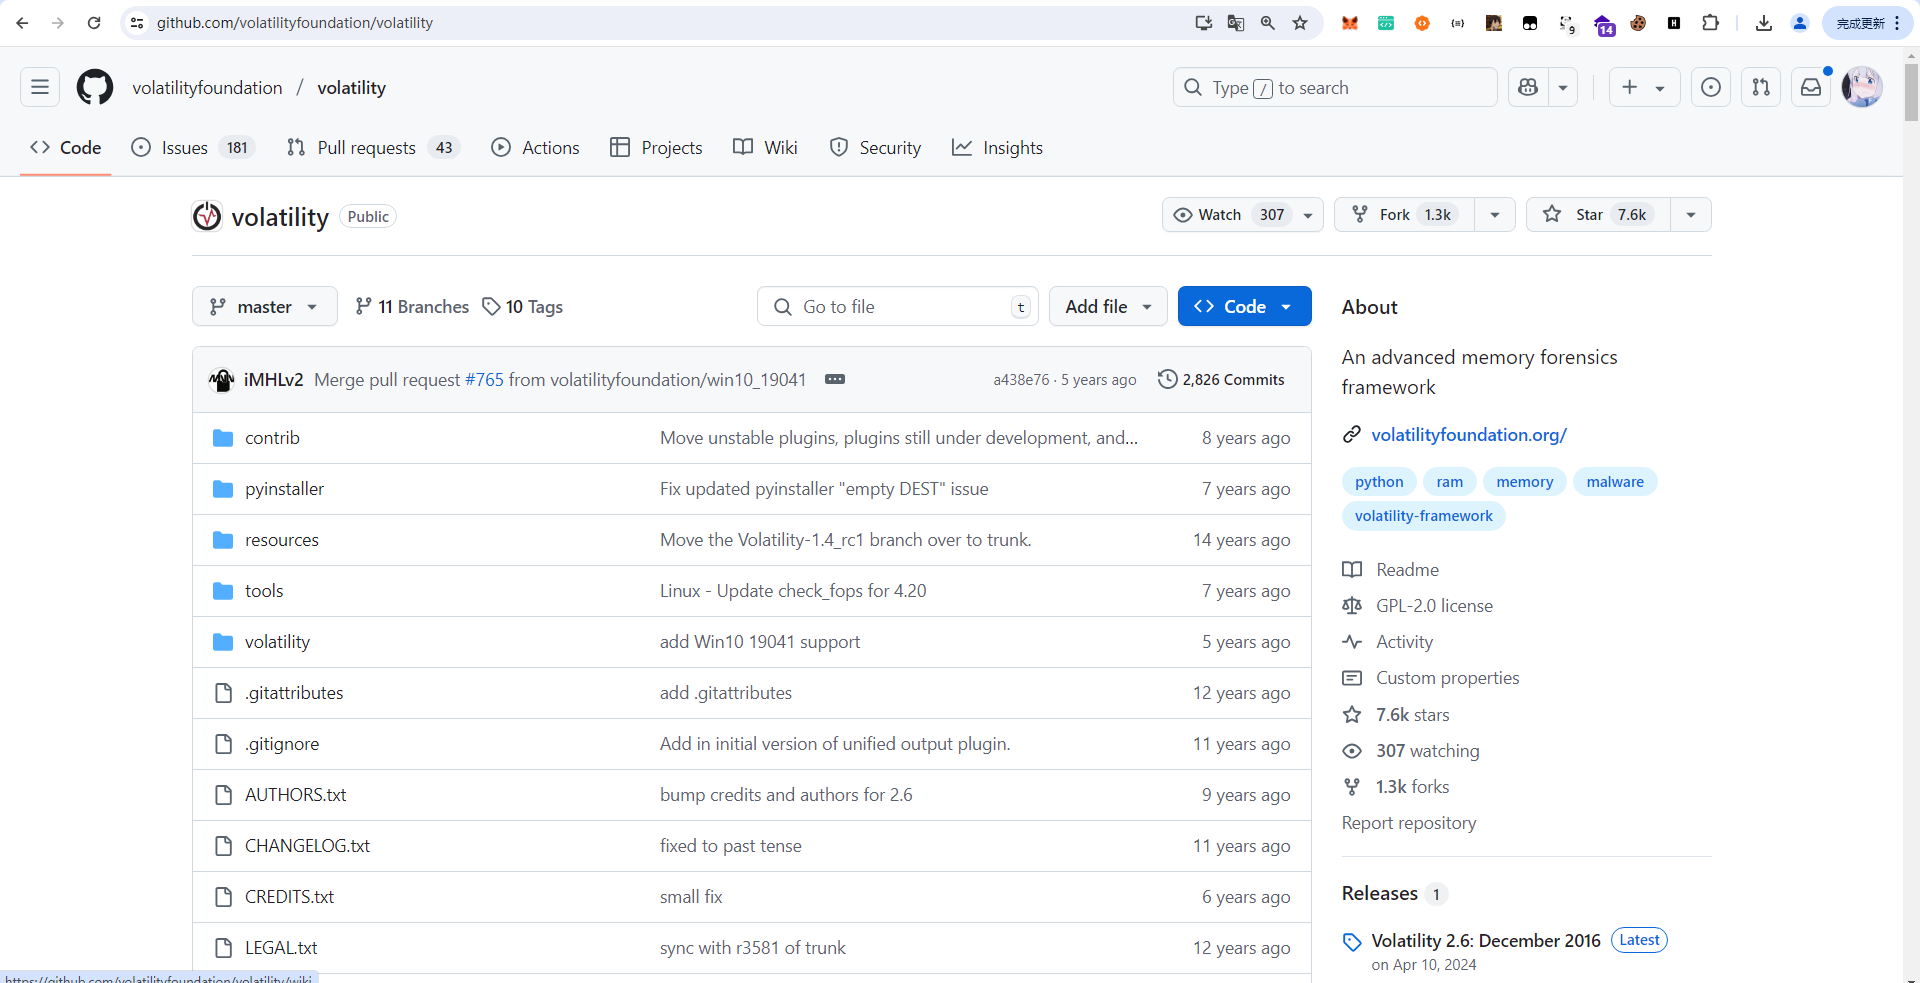 github.com/volatilityfoundation/volatility
9
14
H
完成更新
volatilityfoundation / volatility
Type / to search
Code
Issues 181
Pull requests 43
Actions
Projects
Wiki
Security
Insights
volatility Public
Watch 307
Fork 1.3k
Star 7.6k
master
11 Branches
10 Tags
Go to file t
Add file
Code
iMHLv2 Merge pull request #765 from volatilityfoundation/win10_19041
a438e76 · 5 years ago
2,826 Commits
contrib Move unstable plugins, plugins still under development, and... 8 years ago
pyinstaller Fix updated pyinstaller "empty DEST" issue 7 years ago
resources Move the Volatility-1.4_rc1 branch over to trunk. 14 years ago
tools Linux - Update check_fops for 4.20 7 years ago
volatility add Win10 19041 support 5 years ago
.gitattributes add .gitattributes 12 years ago
.gitignore Add in initial version of unified output plugin. 11 years ago
AUTHORS.txt bump credits and authors for 2.6 9 years ago
CHANGELOG.txt fixed to past tense 11 years ago
CREDITS.txt small fix 6 years ago
LEGAL.txt sync with r3581 of trunk 12 years ago
About
An advanced memory forensics
framework
volatilityfoundation.org/
python ram memory malware
volatility-framework
Readme
GPL-2.0 license
Activity
Custom properties
7.6k stars
307 watching
1.3k forks
Report repository
Releases 1
Volatility 2.6: December 2016 Latest
on Apr 10, 2024
https://github.com/volatilityfoundation/volatility/wiki